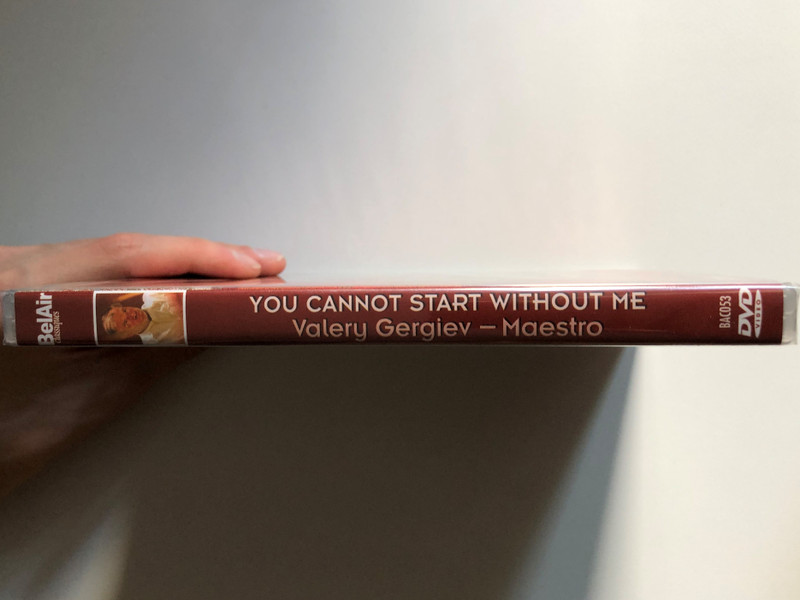 BelAir
classiques
YOU CANNOT START WITHOUT ME
Valery Gergiev – Maestro
BAC053
DVD
VIDEO